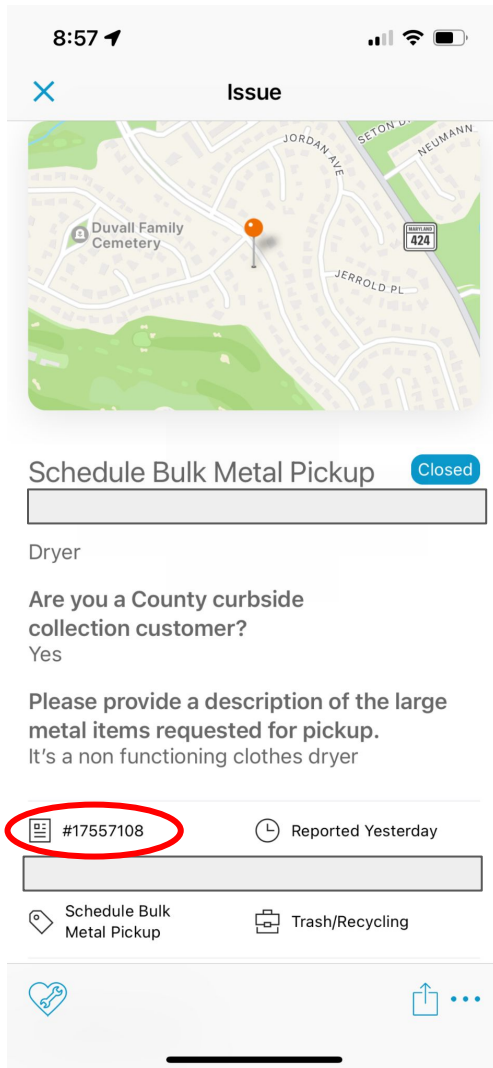 8:57
Issue
JORDAN AVE
SETON D
NEUMANN
Duvall Family
Cemetery
MARYLAND
424
JERROLD PL
Schedule Bulk Metal Pickup
Closed
Dryer
Are you a County curbside
collection customer?
Yes
Please provide a description of the large
metal items requested for pickup.
It's a non functioning clothes dryer
#17557108
Reported Yesterday
Schedule Bulk
Metal Pickup
Trash/Recycling